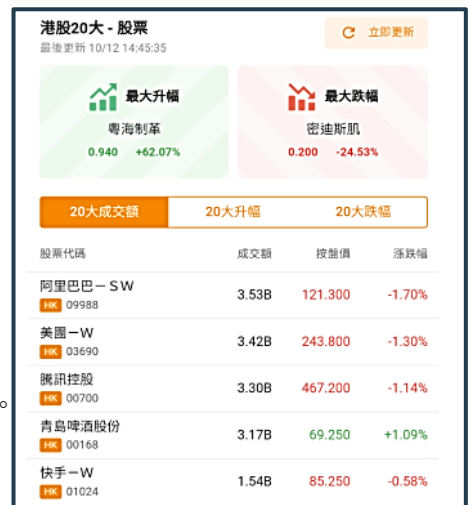 港股20大 - 股票
最後更新 10/12 14:45:35
立即更新
最大升幅
粵海制革
0.940 +62.07%
最大跌幅
密迪斯肌
0.200 -24.53%
20大成交額 20大升幅 20大跌幅
股票代碼 成交額 按盤價 漲跌幅
阿里巴巴－ＳＷ
HK 09988
3.53B 121.300 -1.70%
美團－W
HK 03690
3.42B 243.800 -1.30%
騰訊控股
HK 00700
3.30B 467.200 -1.14%
青島啤酒股份
HK 00168
3.17B 69.250 +1.09%
快手－W
HK 01024
1.54B 85.250 -0.58%
。